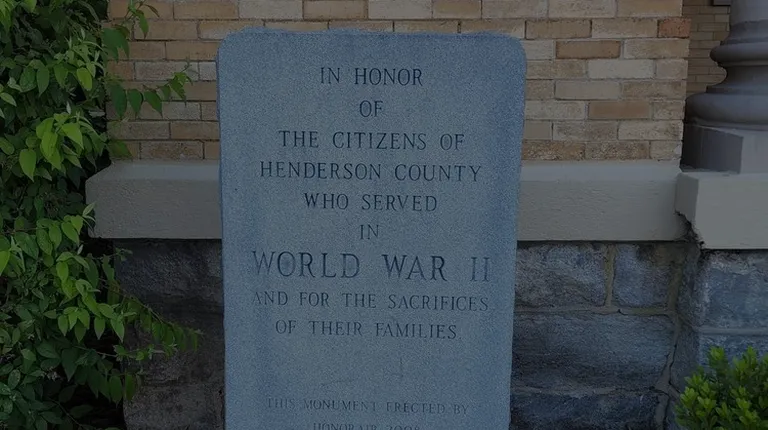 IN HONOR
OF
THE CITIZENS OF
HENDERSON COUNTY
WHO SERVED
IN
WORLD WAR II
AND FOR THE SACRIFICES
OF THEIR FAMILIES
THIS MONUMENT ERECTED BY
HONORAIR